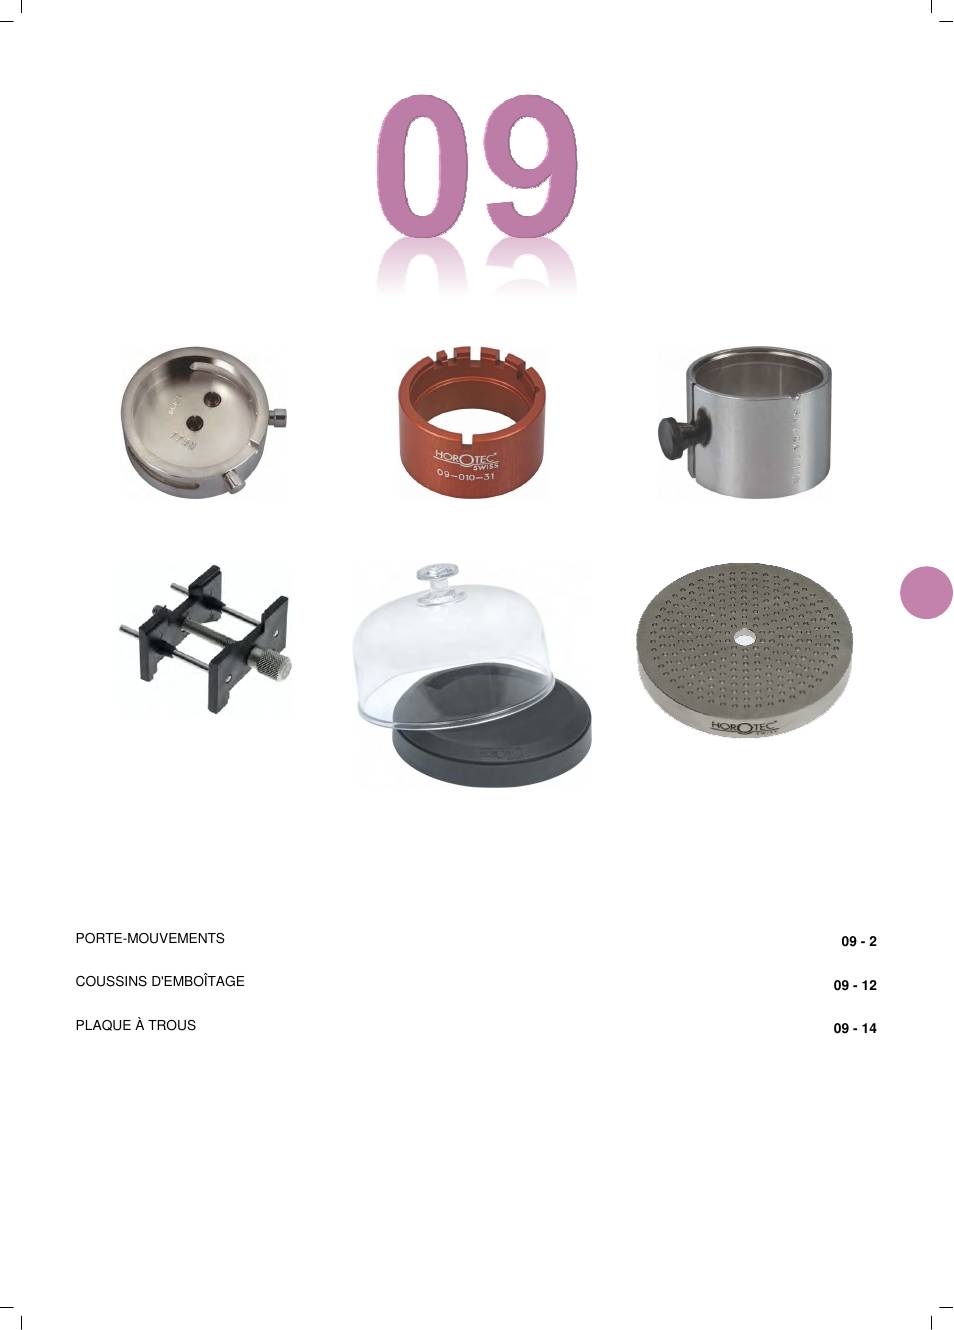 09
HOROTEC®
SWISS
09-010-31
HOROTEC®
SWISS
PORTE-MOUVEMENTS 09 - 2
COUSSINS D'EMBOÎTAGE 09 - 12
PLAQUE À TROUS 09 - 14